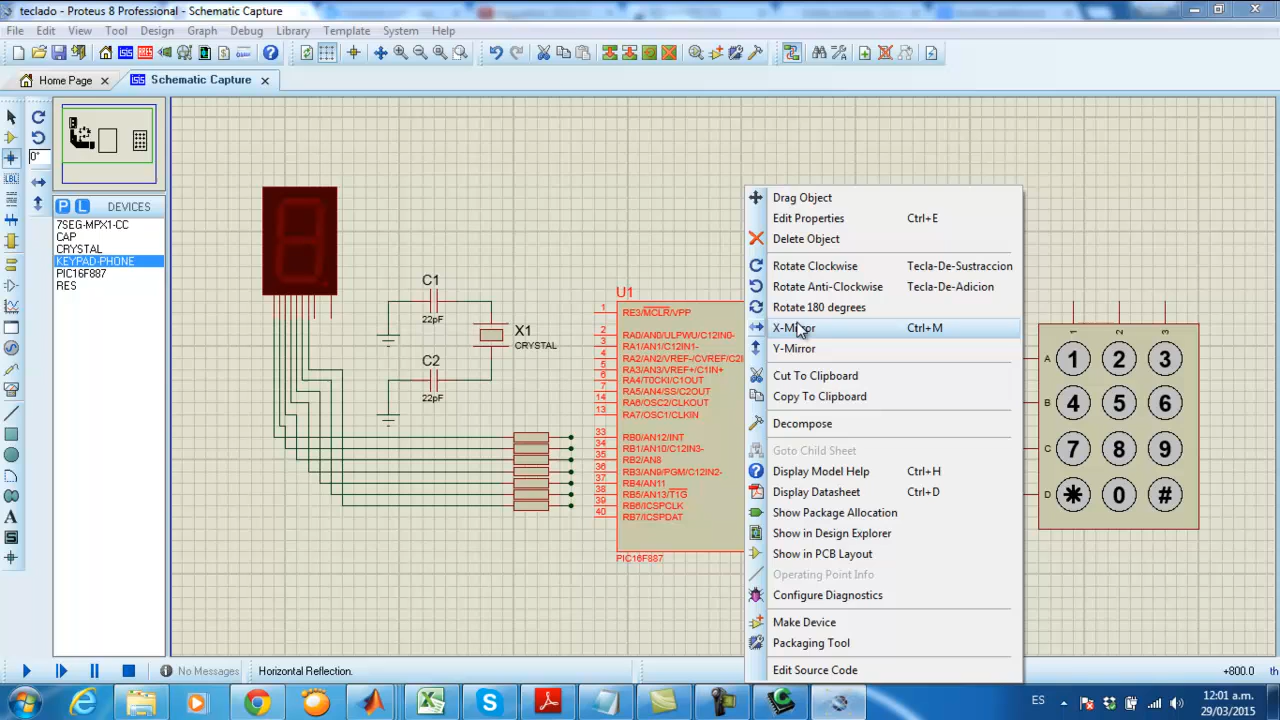 teclado - Proteus 8 Professional - Schematic Capture
File Edit View Tool Design Graph Debug Library Template System Help
Home Page
Schematic Capture
0°
LBL
P L DEVICES
7SEG-MPX1-CC
CAP
CRYSTAL
KEYPAD-PHONE
PIC16F887
RES
C1
22pF
X1
CRYSTAL
C2
22pF
U1
1 RE3/MCLR/VPP
2 RA0/AN0/ULPWU/C12IN0-
3 RA1/AN1/C12IN1-
4 RA2/AN2/VREF-/CVREF/C2I
5 RA3/AN3/VREF+/C1IN+
6 RA4/T0CKI/C1OUT
7 RA5/AN4/SS/C2OUT
14 RA6/OSC2/CLKOUT
13 RA7/OSC1/CLKIN
33 RB0/AN12/INT
34 RB1/AN10/C12IN3-
35 RB2/AN8
36 RB3/AN9/PGM/C12IN2-
37 RB4/AN11
38 RB5/AN13/T1G
39 RB6/ICSPCLK
40 RB7/ICSPDAT
PIC16F887
Drag Object
Edit Properties Ctrl+E
Delete Object
Rotate Clockwise Tecla-De-Sustraccion
Rotate Anti-Clockwise Tecla-De-Adicion
Rotate 180 degrees
X-Mirror Ctrl+M
Y-Mirror
Cut To Clipboard
Copy To Clipboard
Decompose
Goto Child Sheet
Display Model Help Ctrl+H
Display Datasheet Ctrl+D
Show Package Allocation
Show in Design Explorer
Show in PCB Layout
Operating Point Info
Configure Diagnostics
Make Device
Packaging Tool
Edit Source Code
1 2 3
A 1 2 3
B 4 5 6
C 7 8 9
D * 0 #
No Messages
Horizontal Reflection.
+800.0 th
ES
12:01 a.m.
29/03/2015